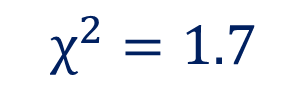 χ² = 1.7